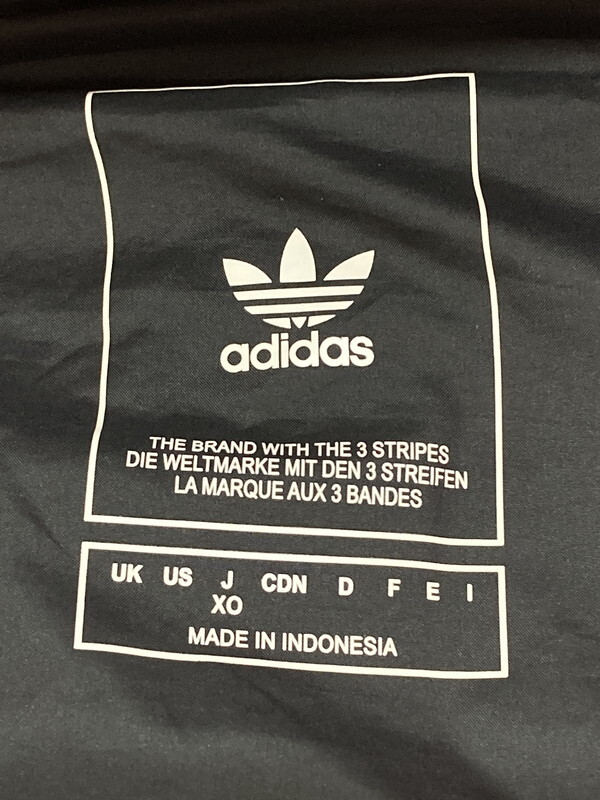 adidas
THE BRAND WITH THE 3 STRIPES
DIE WELTMARKE MIT DEN 3 STREIFEN
LA MARQUE AUX 3 BANDES
UK US J CDN D F E I
XO
MADE IN INDONESIA